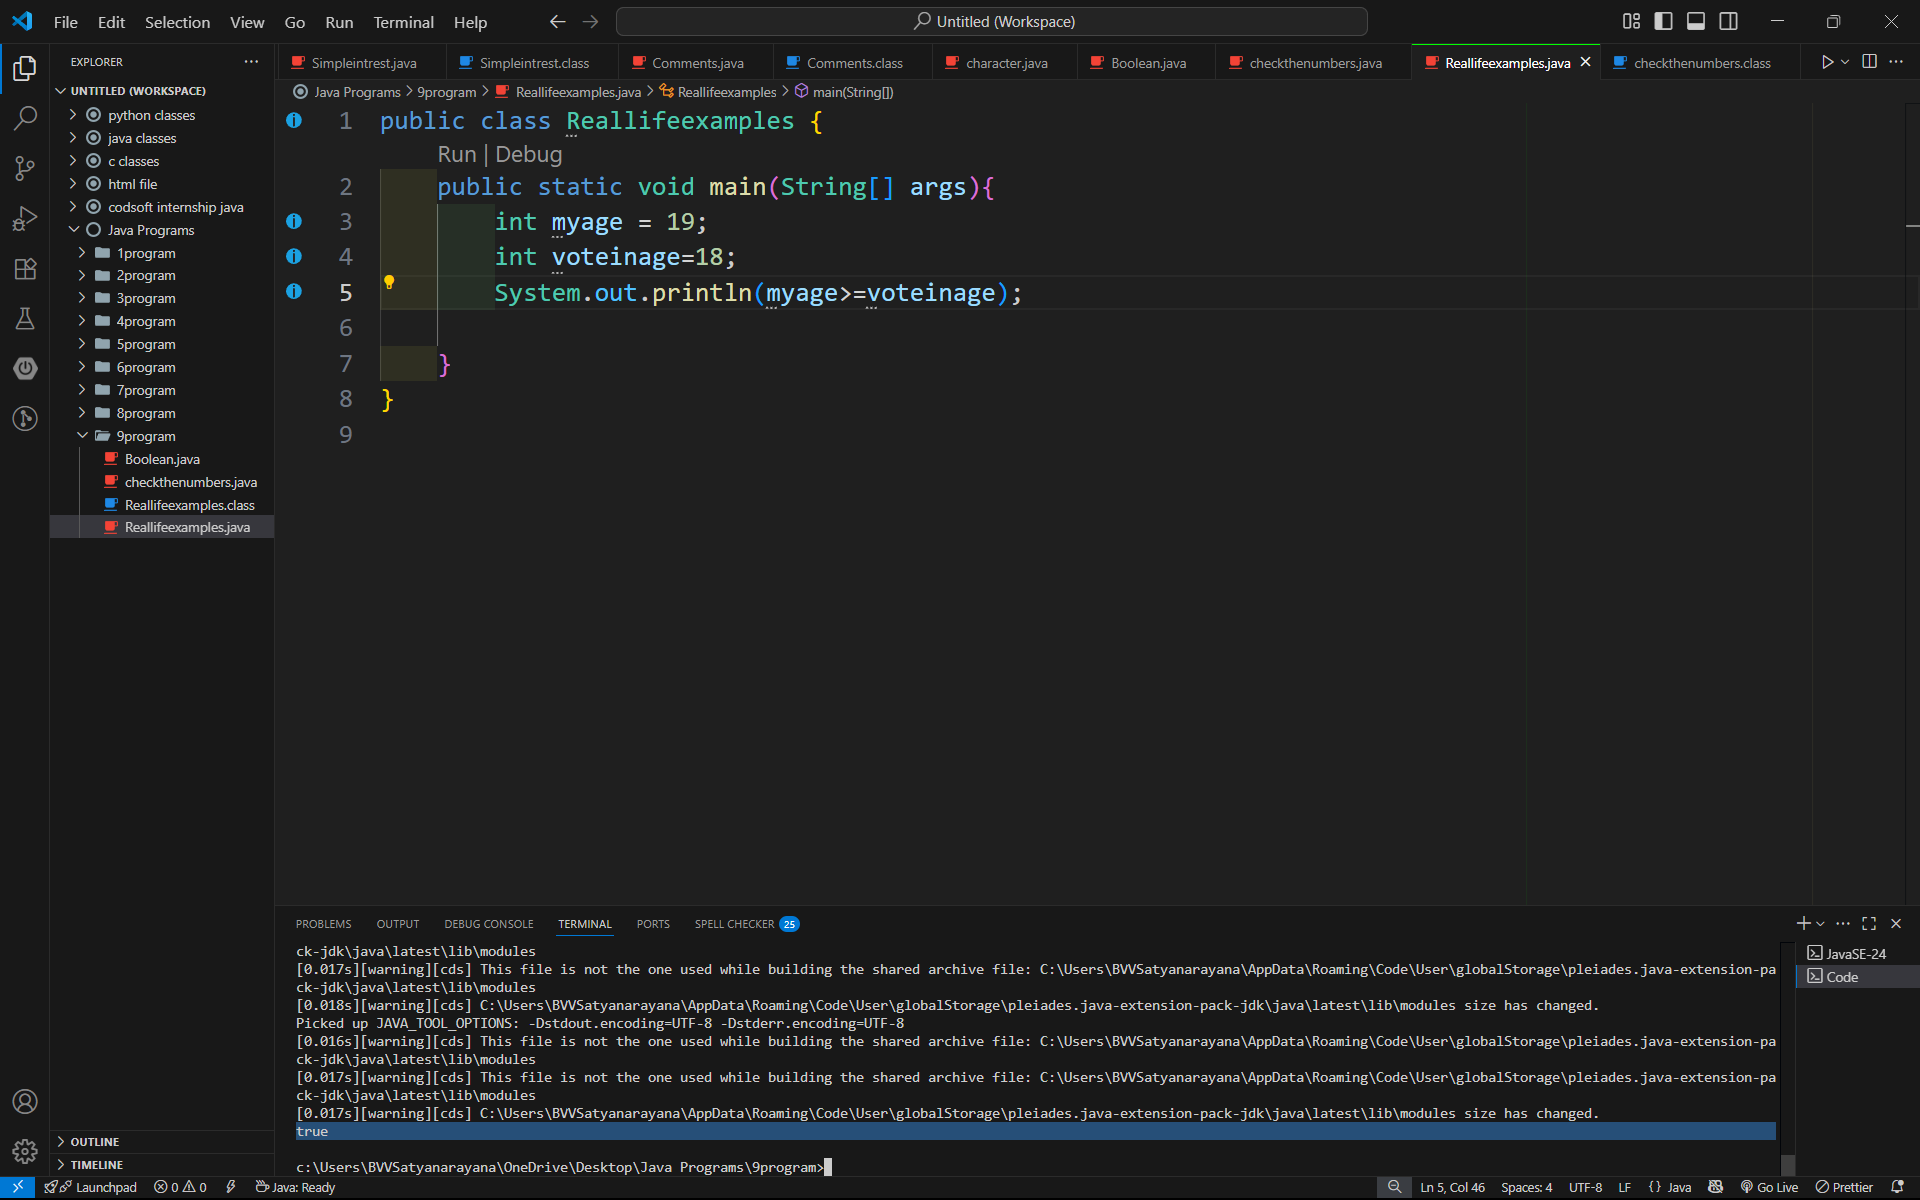 File Edit Selection View Go Run Terminal Help
Untitled (Workspace)
EXPLORER
UNTITLED (WORKSPACE)
python classes
java classes
c classes
html file
codsoft internship java
Java Programs
1program
2program
3program
4program
5program
6program
7program
8program
9program
Boolean.java
checkthenumbers.java
Reallifeexamples.class
Reallifeexamples.java
OUTLINE
TIMELINE
Simpleintrest.java Simpleintrest.class Comments.java Comments.class character.java Boolean.java checkthenumbers.java Reallifeexamples.java checkthenumbers.class
Java Programs > 9program > Reallifeexamples.java > Reallifeexamples > main(String[])
1 public class Reallifeexamples {
Run | Debug
2 public static void main(String[] args){
3 int myage = 19;
4 int voteinage=18;
5 System.out.println(myage>=voteinage);
6
7 }
8 }
9
PROBLEMS OUTPUT DEBUG CONSOLE TERMINAL PORTS SPELL CHECKER 25
ck-jdk\java\latest\lib\modules
[0.017s][warning][cds] This file is not the one used while building the shared archive file: C:\Users\BVVSatyanarayana\AppData\Roaming\Code\User\globalStorage\pleiades.java-extension-pa
ck-jdk\java\latest\lib\modules
[0.018s][warning][cds] C:\Users\BVVSatyanarayana\AppData\Roaming\Code\User\globalStorage\pleiades.java-extension-pack-jdk\java\latest\lib\modules size has changed.
Picked up JAVA_TOOL_OPTIONS: -Dstdout.encoding=UTF-8 -Dstderr.encoding=UTF-8
[0.016s][warning][cds] This file is not the one used while building the shared archive file: C:\Users\BVVSatyanarayana\AppData\Roaming\Code\User\globalStorage\pleiades.java-extension-pa
ck-jdk\java\latest\lib\modules
[0.017s][warning][cds] This file is not the one used while building the shared archive file: C:\Users\BVVSatyanarayana\AppData\Roaming\Code\User\globalStorage\pleiades.java-extension-pa
ck-jdk\java\latest\lib\modules
[0.017s][warning][cds] C:\Users\BVVSatyanarayana\AppData\Roaming\Code\User\globalStorage\pleiades.java-extension-pack-jdk\java\latest\lib\modules size has changed.
true
c:\Users\BVVSatyanarayana\OneDrive\Desktop\Java Programs\9program>
JavaSE-24
Code
Launchpad 0 0 Java: Ready Ln 5, Col 46 Spaces: 4 UTF-8 LF {} Java Go Live Prettier